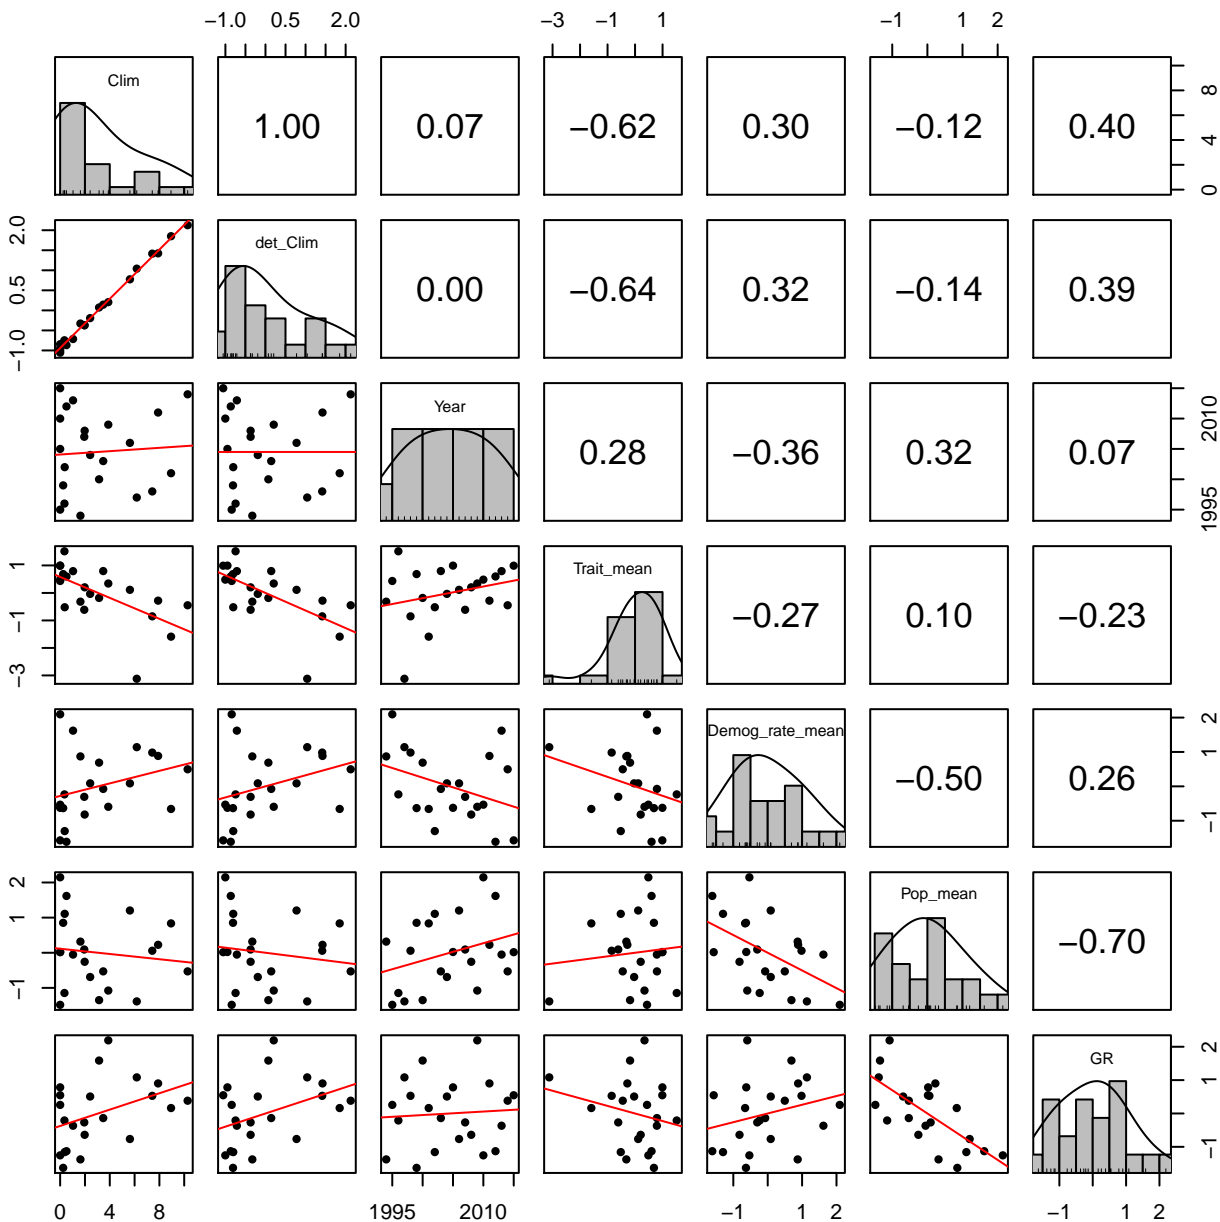 −1.0 0.5 2.0 −3 −1 1 −1 1 2
Clim 1.00 0.07 −0.62 0.30 −0.12 0.40 0 4 8
−1.0 0.5 2.0 det_Clim 0.00 −0.64 0.32 −0.14 0.39
Year 0.28 −0.36 0.32 0.07 1995 2010
−3 −1 1 Trait_mean −0.27 0.10 −0.23
Demog_rate_mean −0.50 0.26 −1 1 2
−1 1 2 Pop_mean −0.70
GR −1 1 2
0 4 8 1995 2010 −1 1 2 −1 1 2